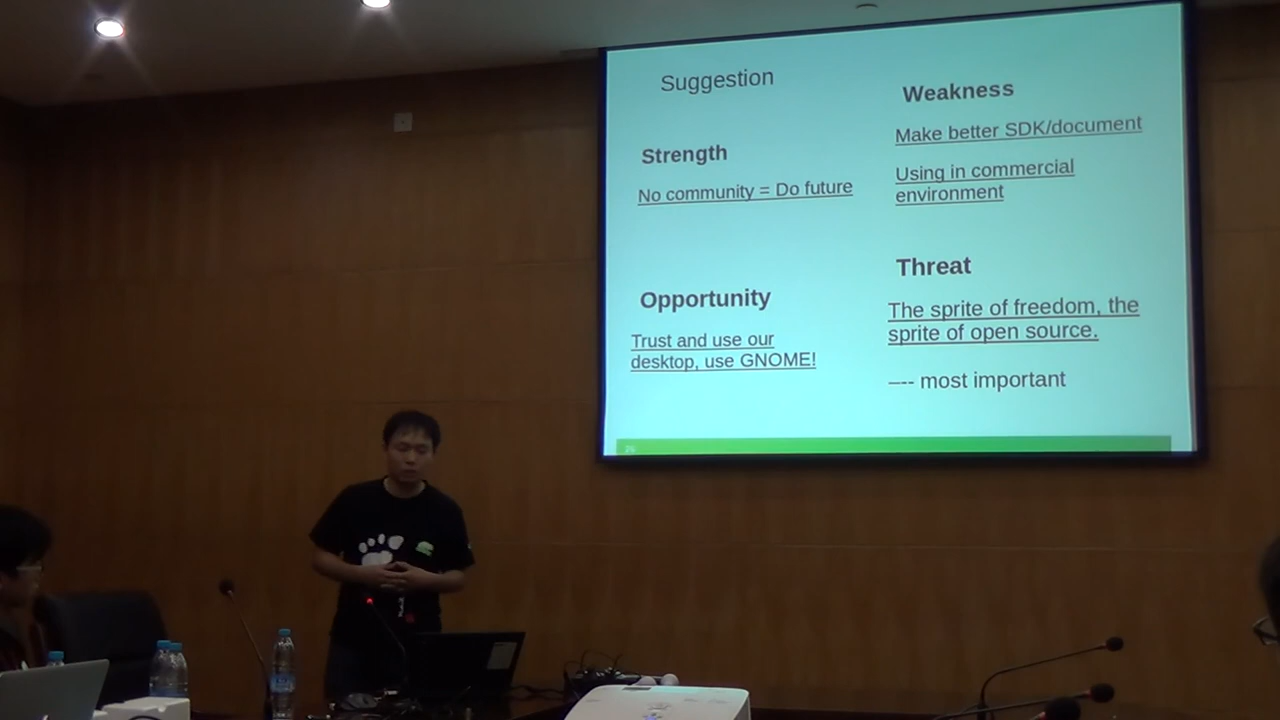 Suggestion
Strength
No community = Do future
Opportunity
Trust and use our
desktop, use GNOME!
Weakness
Make better SDK/document
Using in commercial
environment
Threat
The sprite of freedom, the
sprite of open source.
—-- most important